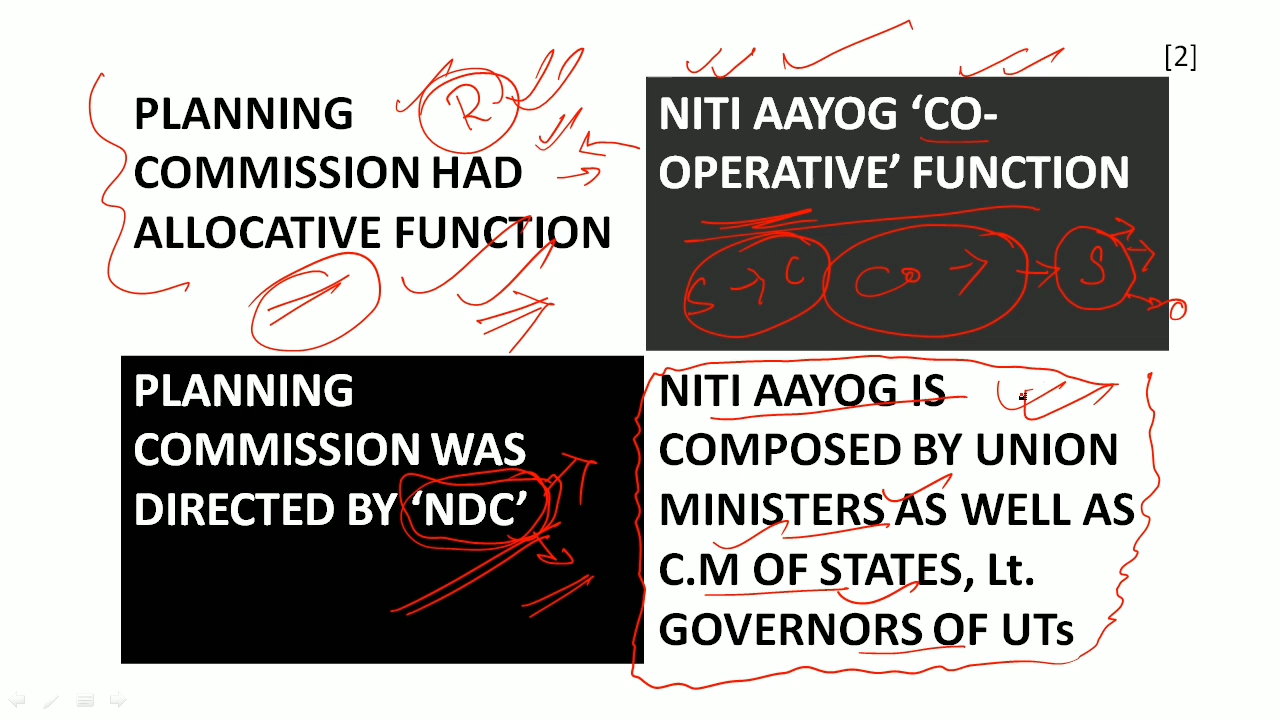 [2]
PLANNING
COMMISSION HAD
ALLOCATIVE FUNCTION
R
NITI AAYOG ‘CO-
OPERATIVE’ FUNCTION
S → C CO → S
PLANNING
COMMISSION WAS
DIRECTED BY ‘NDC’
NITI AAYOG IS
COMPOSED BY UNION
MINISTERS AS WELL AS
C.M OF STATES, Lt.
GOVERNORS OF UTs